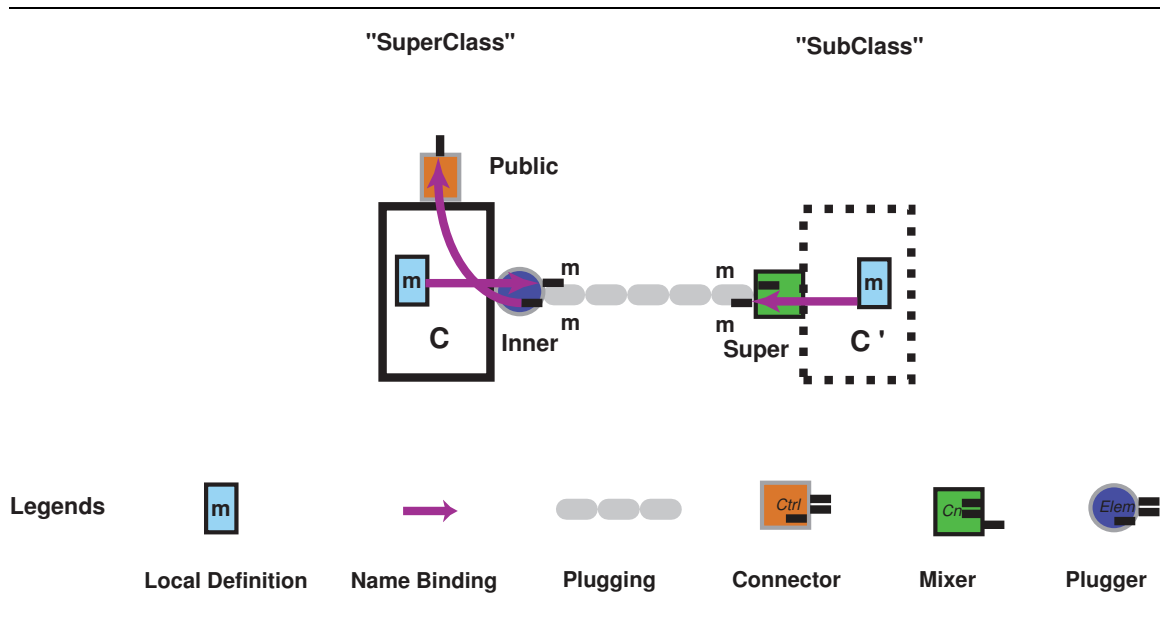 "SuperClass" "SubClass"
Public
m m
m m
C m m C '
Inner Super
Legends m Ctrl Cn Elem
Local Definition Name Binding Plugging Connector Mixer Plugger